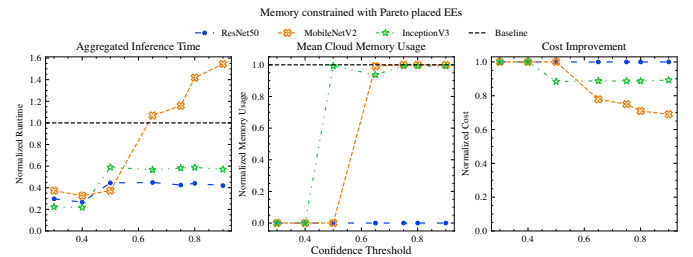 Memory constrained with Pareto placed EEs
ResNet50 MobileNetV2 InceptionV3 Baseline
Aggregated Inference Time
Normalized Runtime
1.6
1.4
1.2
1.0
0.8
0.6
0.4
0.2
0.0
0.4 0.6 0.8
Mean Cloud Memory Usage
Normalized Memory Usage
1.0
0.8
0.6
0.4
0.2
0.0
0.4 0.6 0.8
Confidence Threshold
Cost Improvement
Normalized Cost
1.0
0.8
0.6
0.4
0.2
0.0
0.4 0.6 0.8